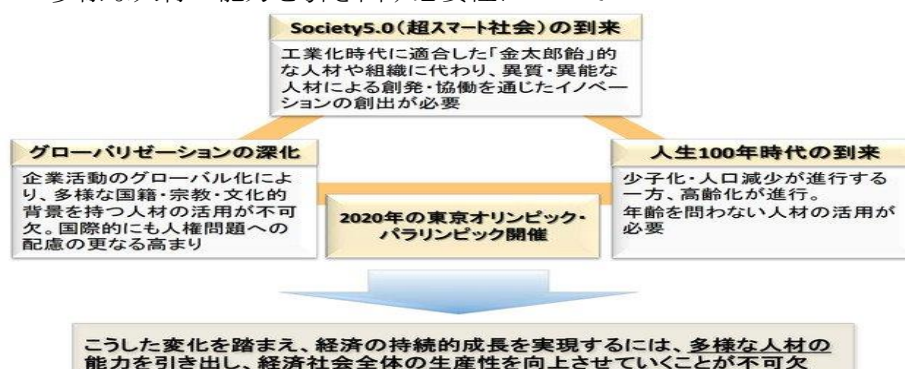 Society5.0(超スマート社会)の到来
工業化時代に適合した「金太郎飴」的
な人材や組織に代わり、異質・異能な
人材による創発・協働を通じたイノベー
ションの創出が必要
グローバリゼーションの深化
企業活動のグローバル化によ
り、多様な国籍・宗教・文化的
背景を持つ人材の活用が不可
欠。国際的にも人権問題への
配慮の更なる高まり
人生100年時代の到来
少子化・人口減少が進行する
一方、高齢化が進行。
年齢を問わない人材の活用が
必要
2020年の東京オリンピック・
パラリンピック開催
こうした変化を踏まえ、経済の持続的成長を実現するには、多様な人材の
能力を引き出し、経済社会全体の生産性を向上させていくことが不可欠